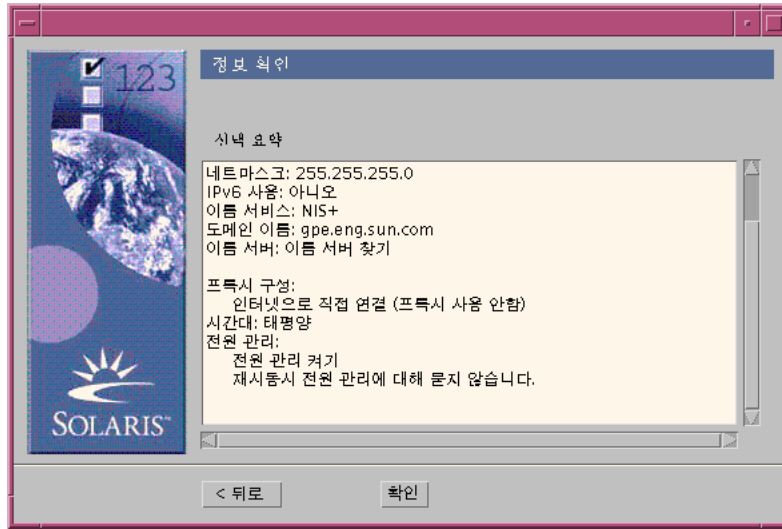 123
정보 확인
선택 요약
네트마스크: 255.255.255.0
IPv6 사용: 아니오
이름 서비스: NIS+
도메인 이름: gpe.eng.sun.com
이름 서버: 이름 서버 찾기
프록시 구성:
인터넷으로 직접 연결 (프록시 사용 안함)
시간대: 태평양
전원 관리:
전원 관리 켜기
재시동시 전원 관리에 대해 묻지 않습니다.
SOLARIS™
< 뒤로
확인